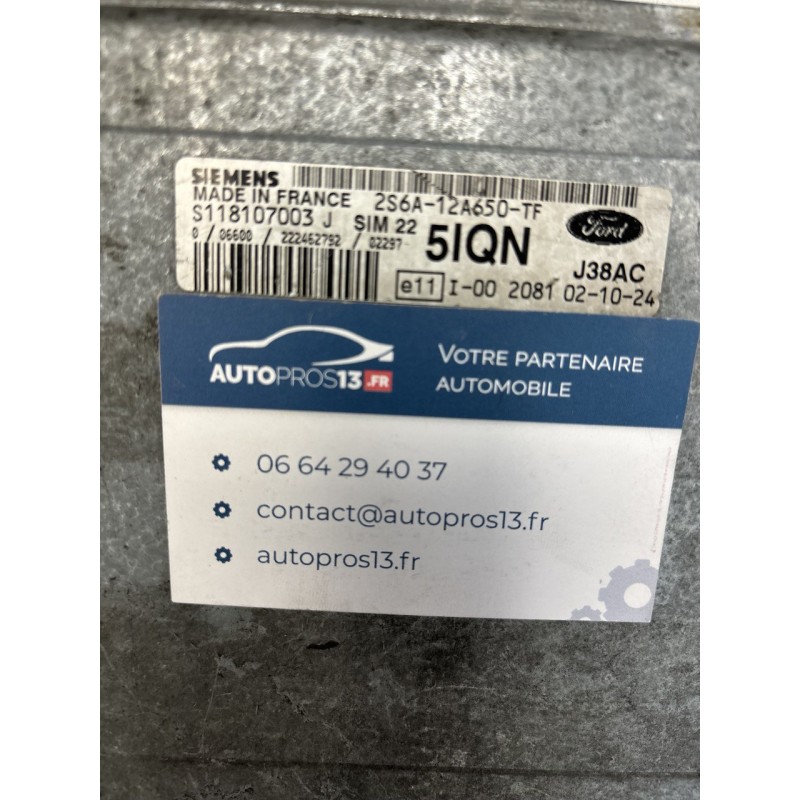 SIEMENS
MADE IN FRANCE 2S6A-12A650-TF
S118107003 J SIM 22
0 / 06600 / 222462792 / 02297
5IQN
Ford
J38AC
e11 I-00 2081 02-10-24
AUTOPROS13.FR
VOTRE PARTENAIRE
AUTOMOBILE
06 64 29 40 37
contact@autopros13.fr
autopros13.fr